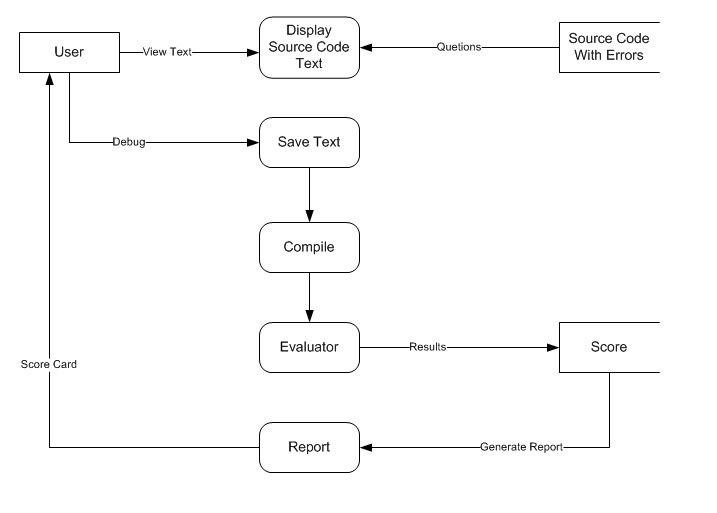 Display
Source Code
Text
User
View Text
Quetions
Source Code
With Errors
Debug
Save Text
Compile
Evaluator
Results
Score
Score Card
Report
Generate Report